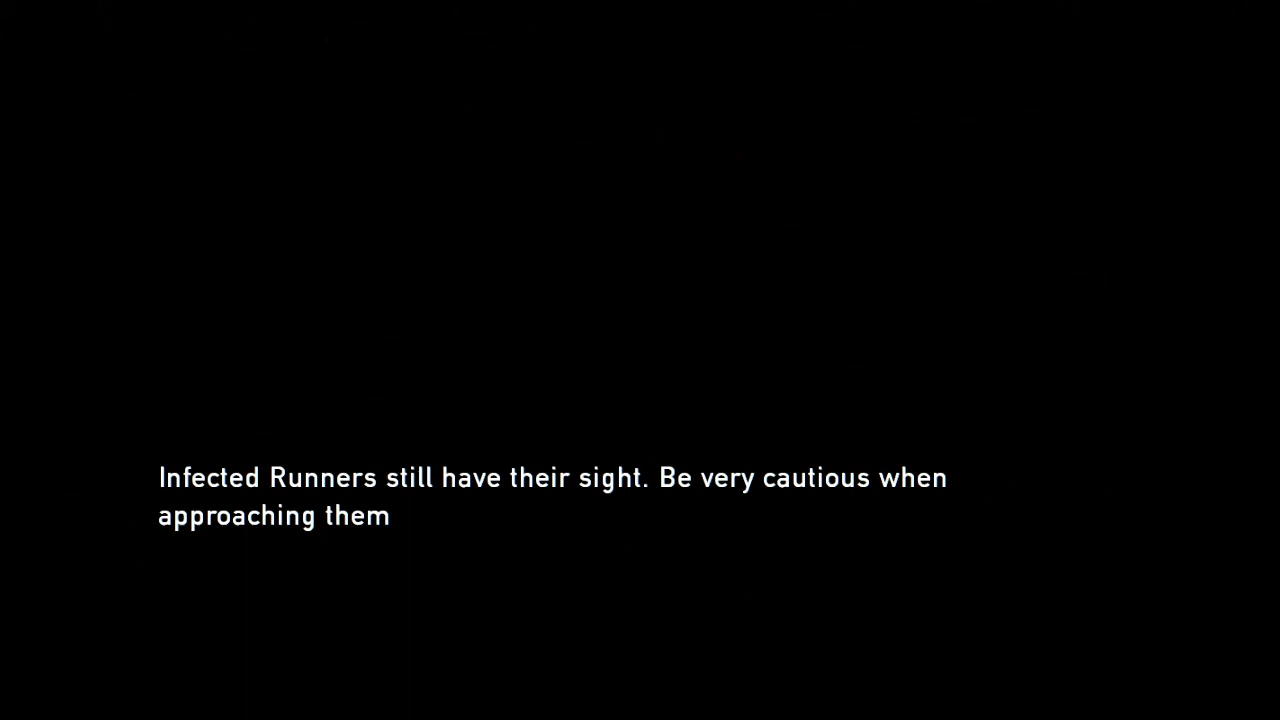 Infected Runners still have their sight. Be very cautious when
approaching them